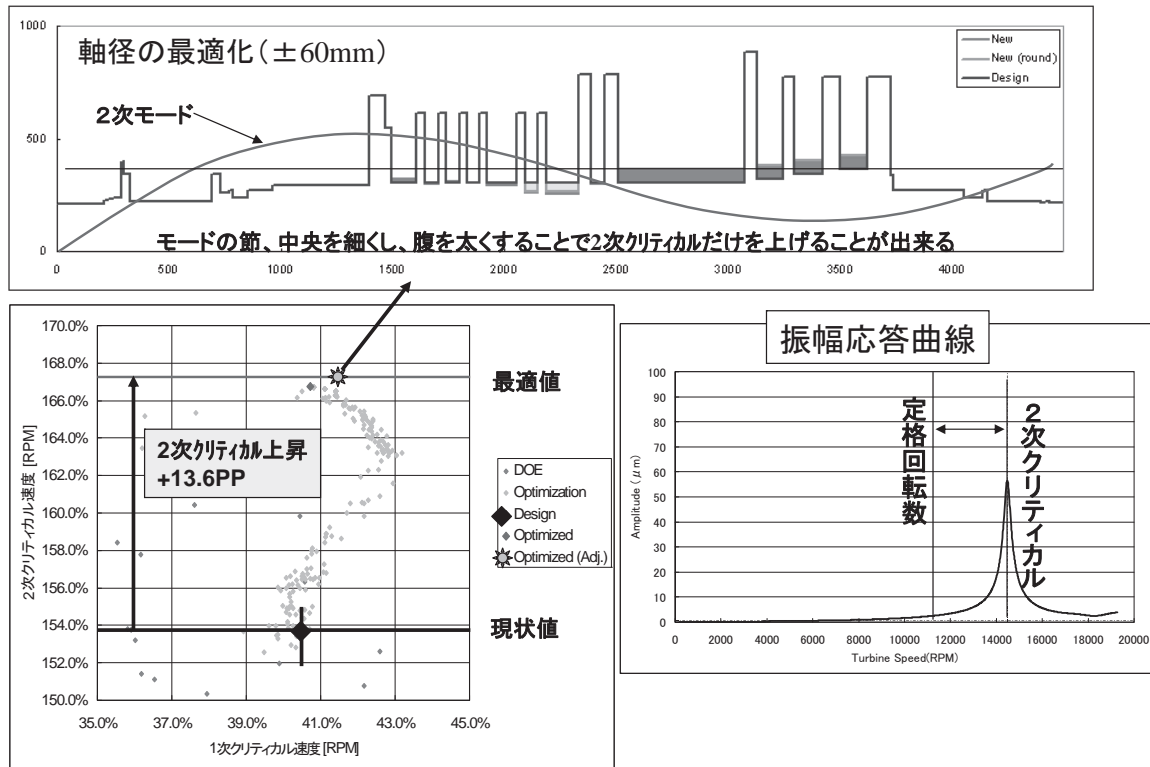 軸径の最適化(±60mm)
1000
500
0
2次モード
New
New (round)
Design
モードの節、中央を細くし、腹を太くすることで2次クリティカルだけを上げることが出来る
0 500 1000 1500 2000 2500 3000 3500 4000
170.0%
168.0%
166.0%
164.0%
162.0%
160.0%
158.0%
156.0%
154.0%
152.0%
150.0%
2次クリティカル速度 [RPM]
2次クリティカル上昇
+13.6PP
35.0% 37.0% 39.0% 41.0% 43.0% 45.0%
1次クリティカル速度 [RPM]
最適値
DOE
Optimization
Design
Optimized
Optimized (Adj.)
現状値
振幅応答曲線
100
90
80
70
60
50
40
30
20
10
0
Amplitude (μm)
定格回転数
2次クリティカル
0 2000 4000 6000 8000 10000 12000 14000 16000 18000 20000
Turbine Speed(RPM)